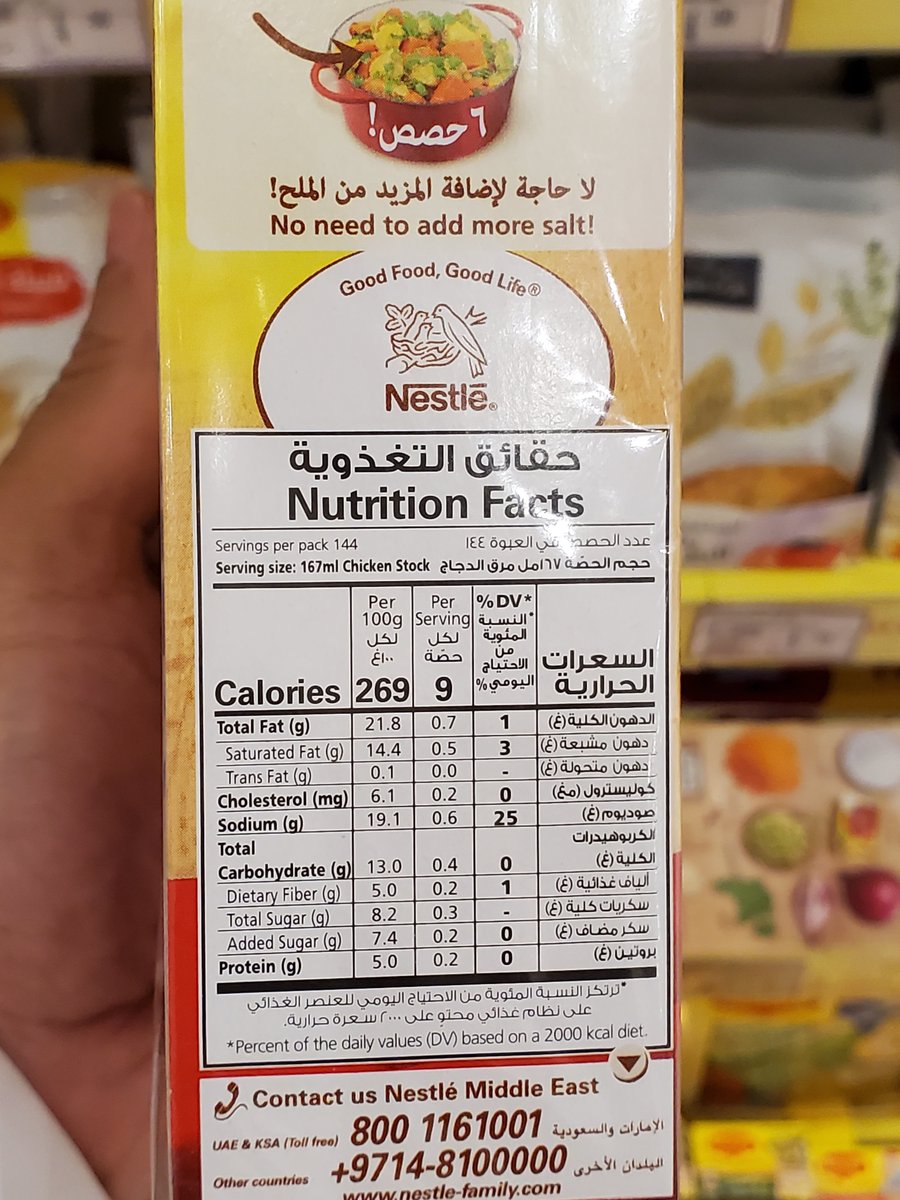 ٦ حصص!
لا حاجة لإضافة المزيد من الملح!
No need to add more salt!
Good Food, Good Life®
Nestlé®
حقائق التغذوية
Nutrition Facts
Servings per pack 144 عدد الحصص في العبوة ١٤٤
Serving size: 167ml Chicken Stock حجم الحصّة ١٦٧مل مرق الدجاج
Per 100g لكل ١٠٠غ
Per Serving لكل حصّة
%DV* *النسبة المئوية من الاحتياج اليومي%
Calories 269 9 السعرات الحرارية
Total Fat (g) 21.8 0.7 1 الدهون الكلية (غ)
Saturated Fat (g) 14.4 0.5 3 دهون مشبعة (غ)
Trans Fat (g) 0.1 0.0 - دهون متحولة (غ)
Cholesterol (mg) 6.1 0.2 0 كوليسترول (مغ)
Sodium (g) 19.1 0.6 25 صوديوم (غ)
Total Carbohydrate (g) 13.0 0.4 0 الكربوهيدرات الكلية (غ)
Dietary Fiber (g) 5.0 0.2 1 ألياف غذائية (غ)
Total Sugar (g) 8.2 0.3 - سكريات كلية (غ)
Added Sugar (g) 7.4 0.2 0 سكر مضاف (غ)
Protein (g) 5.0 0.2 0 بروتين (غ)
*ترتكز النسبة المئوية من الاحتياج اليومي للعنصر الغذائي
على نظام غذائي محتو على ٢٠٠٠ سعرة حرارية.
*Percent of the daily values (DV) based on a 2000 kcal diet.
Contact us Nestlé Middle East
UAE & KSA (Toll free) 800 1161001 الإمارات والسعودية
Other countries +9714-8100000 البلدان الأخرى
www.nestle-family.com